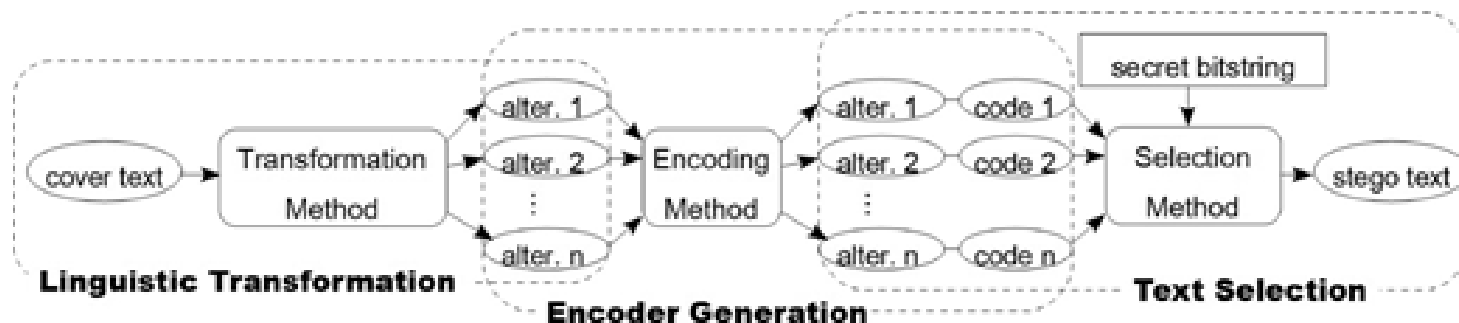 cover text
Transformation
Method
alter. 1
alter. 2
⋮
alter. n
Encoding
Method
alter. 1
code 1
alter. 2
code 2
⋮
alter. n
code n
secret bitstring
Selection
Method
stego text
Linguistic Transformation
Encoder Generation
Text Selection